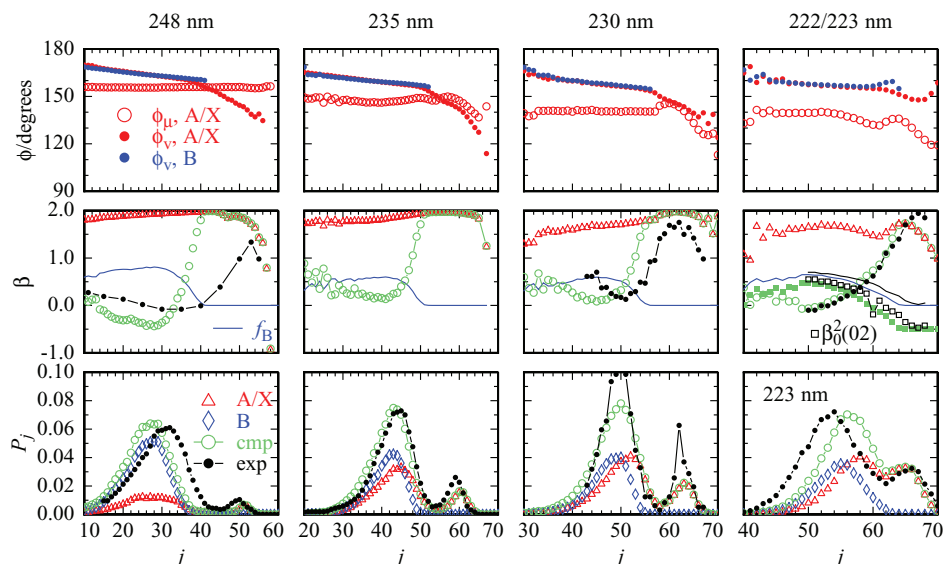 248 nm 235 nm 230 nm 222/223 nm
180
150
120
90
ϕ/degrees
ϕμ, A/X
ϕν, A/X
ϕν, B
2.0
1.0
0.0
-1.0
β
f_B
β₀²(02)
0.10
0.08
0.06
0.04
0.02
0.00
P_j
A/X
B
cmp
exp
223 nm
10 20 30 40 50 60
20 30 40 50 60 70
30 40 50 60 70
40 50 60 70
j j j j